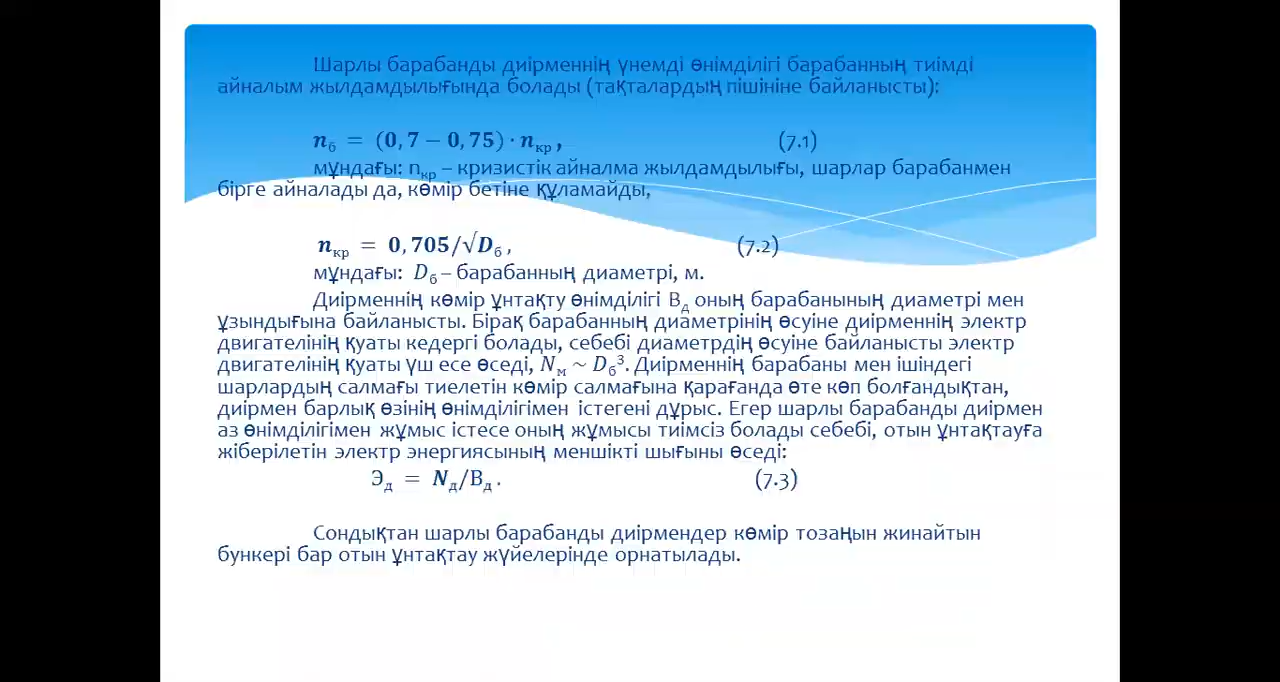 Шарлы барабанды диірменнің үнемді өнімділігі барабанның тиімді
айналым жылдамдылығында болады (тақталардың пішініне байланысты):
nб = (0,7 − 0,75) · nкр , (7.1)
мұндағы: nкр – кризистік айналма жылдамдылығы, шарлар барабанмен
бірге айналады да, көмір бетіне құламайды,
nкр = 0,705/√Dб , (7.2)
мұндағы: Dб – барабанның диаметрі, м.
Диірменнің көмір ұнтақту өнімділігі Вд оның барабанының диаметрі мен
ұзындығына байланысты. Бірақ барабанның диаметрінің өсуіне диірменнің электр
двигателінің қуаты кедергі болады, себебі диаметрдің өсуіне байланысты электр
двигателінің қуаты үш есе өседі, Nм ~ Dб³. Диірменнің барабаны мен ішіндегі
шарлардың салмағы тиелетін көмір салмағына қарағанда өте көп болғандықтан,
диірмен барлық өзінің өнімділігімен істегені дұрыс. Егер шарлы барабанды диірмен
аз өнімділігімен жұмыс істесе оның жұмысы тиімсіз болады себебі, отын ұнтақтауға
жіберілетін электр энергиясының меншікті шығыны өседі:
Эд = Nд/Вд . (7.3)
Сондықтан шарлы барабанды диірмендер көмір тозаңын жинайтын
бункері бар отын ұнтақтау жүйелерінде орнатылады.